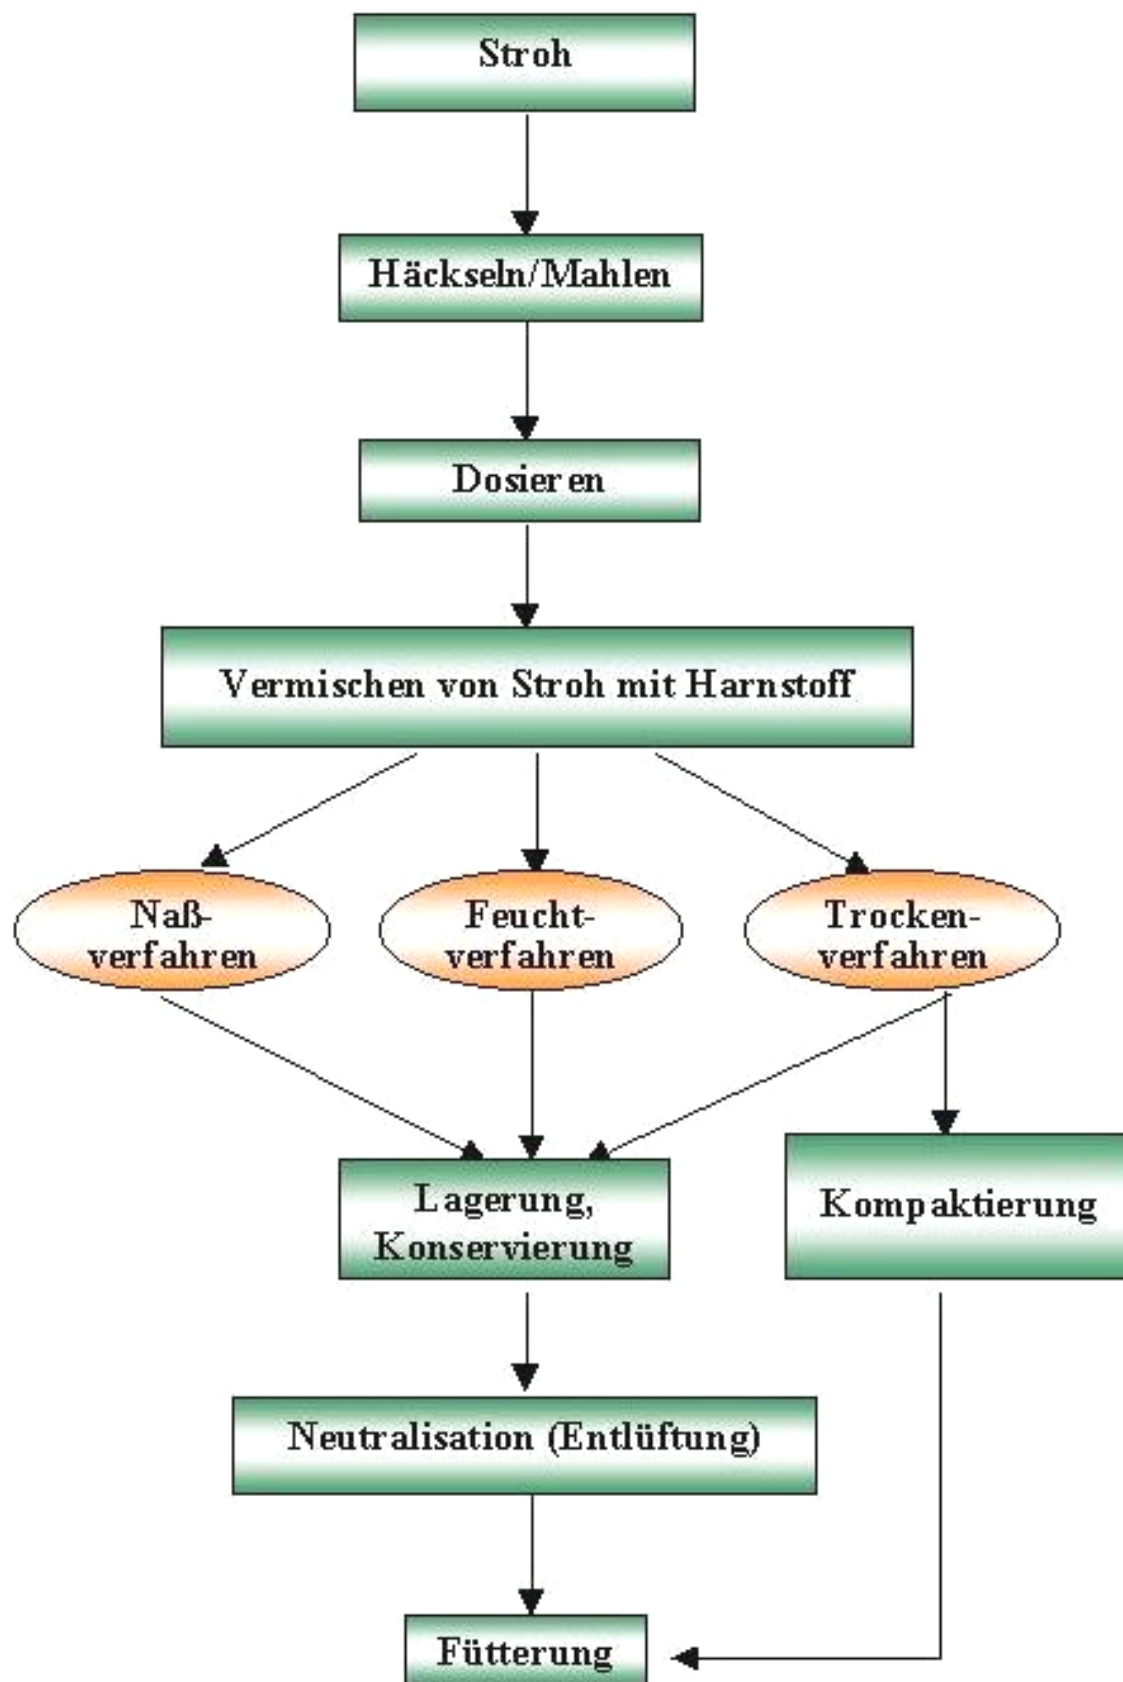 Stroh
Häckseln/Mahlen
Dosieren
Vermischen von Stroh mit Harnstoff
Naß-
verfahren
Feucht-
verfahren
Trocken-
verfahren
Lagerung,
Konservierung
Kompaktierung
Neutralisation (Entlüftung)
Fütterung